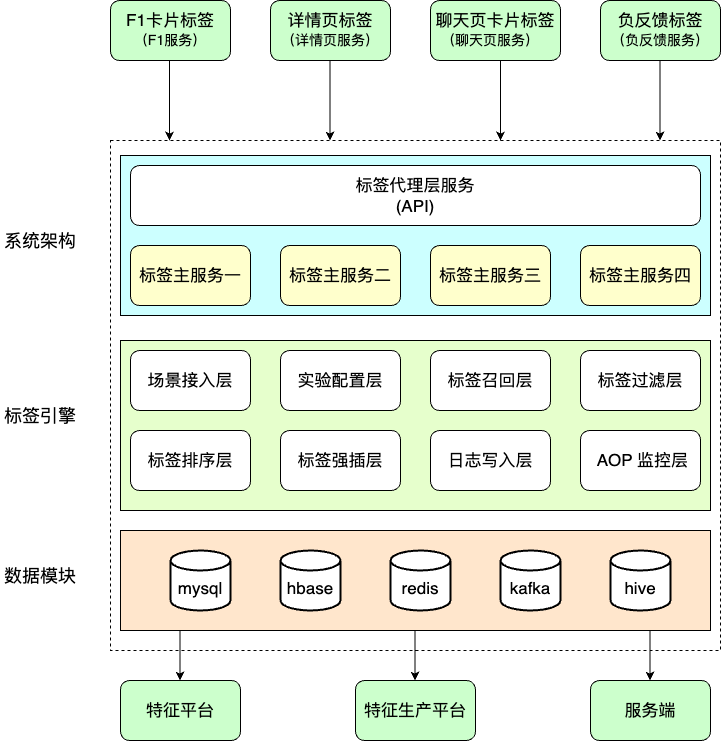 F1卡片标签
（F1服务）
详情页标签
（详情页服务）
聊天页卡片标签
（聊天页服务）
负反馈标签
（负反馈服务）
系统架构
标签代理层服务
(API)
标签主服务一
标签主服务二
标签主服务三
标签主服务四
标签引擎
场景接入层
实验配置层
标签召回层
标签过滤层
标签排序层
标签强插层
日志写入层
AOP 监控层
数据模块
mysql
hbase
redis
kafka
hive
特征平台
特征生产平台
服务端